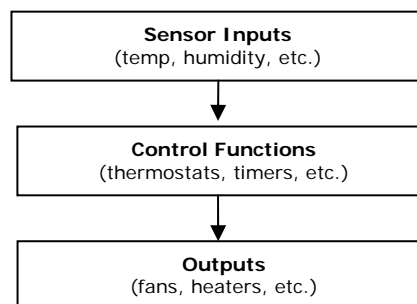 Sensor Inputs
(temp, humidity, etc.)
Control Functions
(thermostats, timers, etc.)
Outputs
(fans, heaters, etc.)